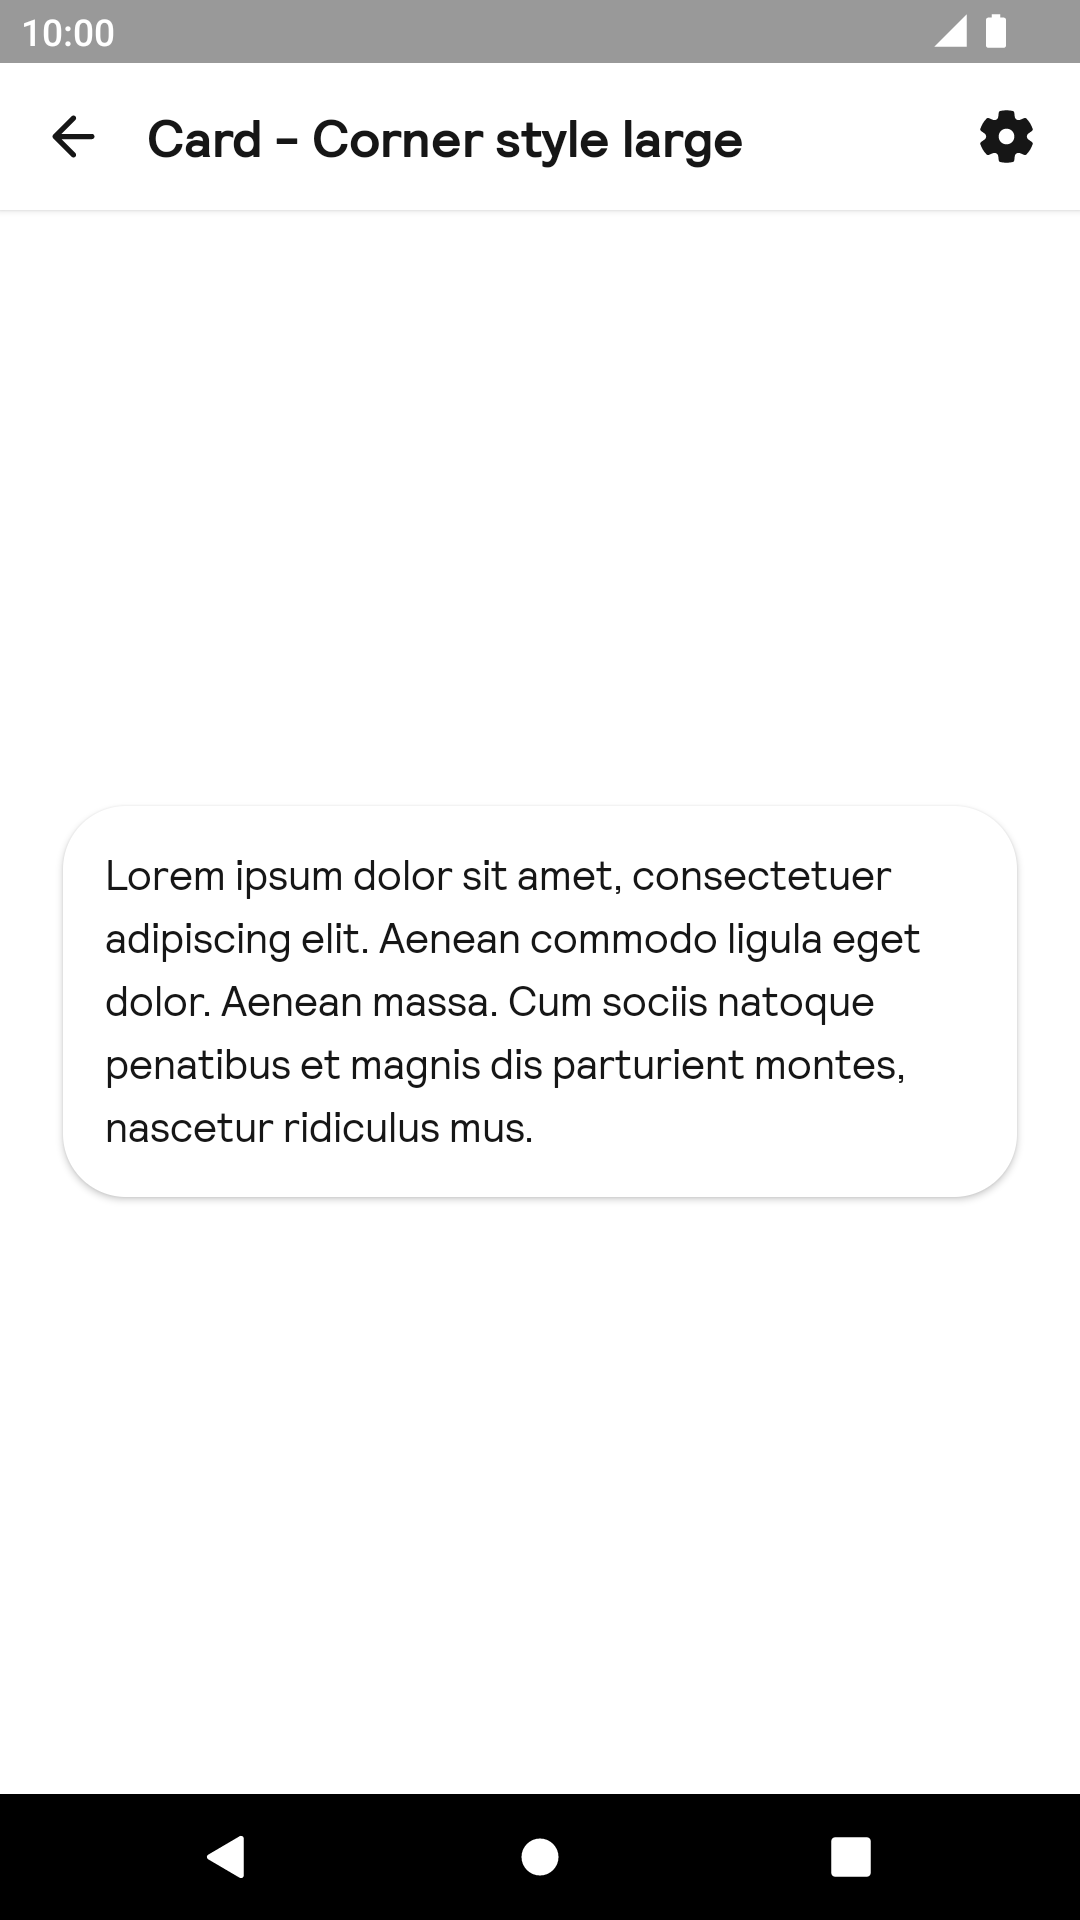 10:00
Card - Corner style large
Lorem ipsum dolor sit amet, consectetuer
adipiscing elit. Aenean commodo ligula eget
dolor. Aenean massa. Cum sociis natoque
penatibus et magnis dis parturient montes,
nascetur ridiculus mus.